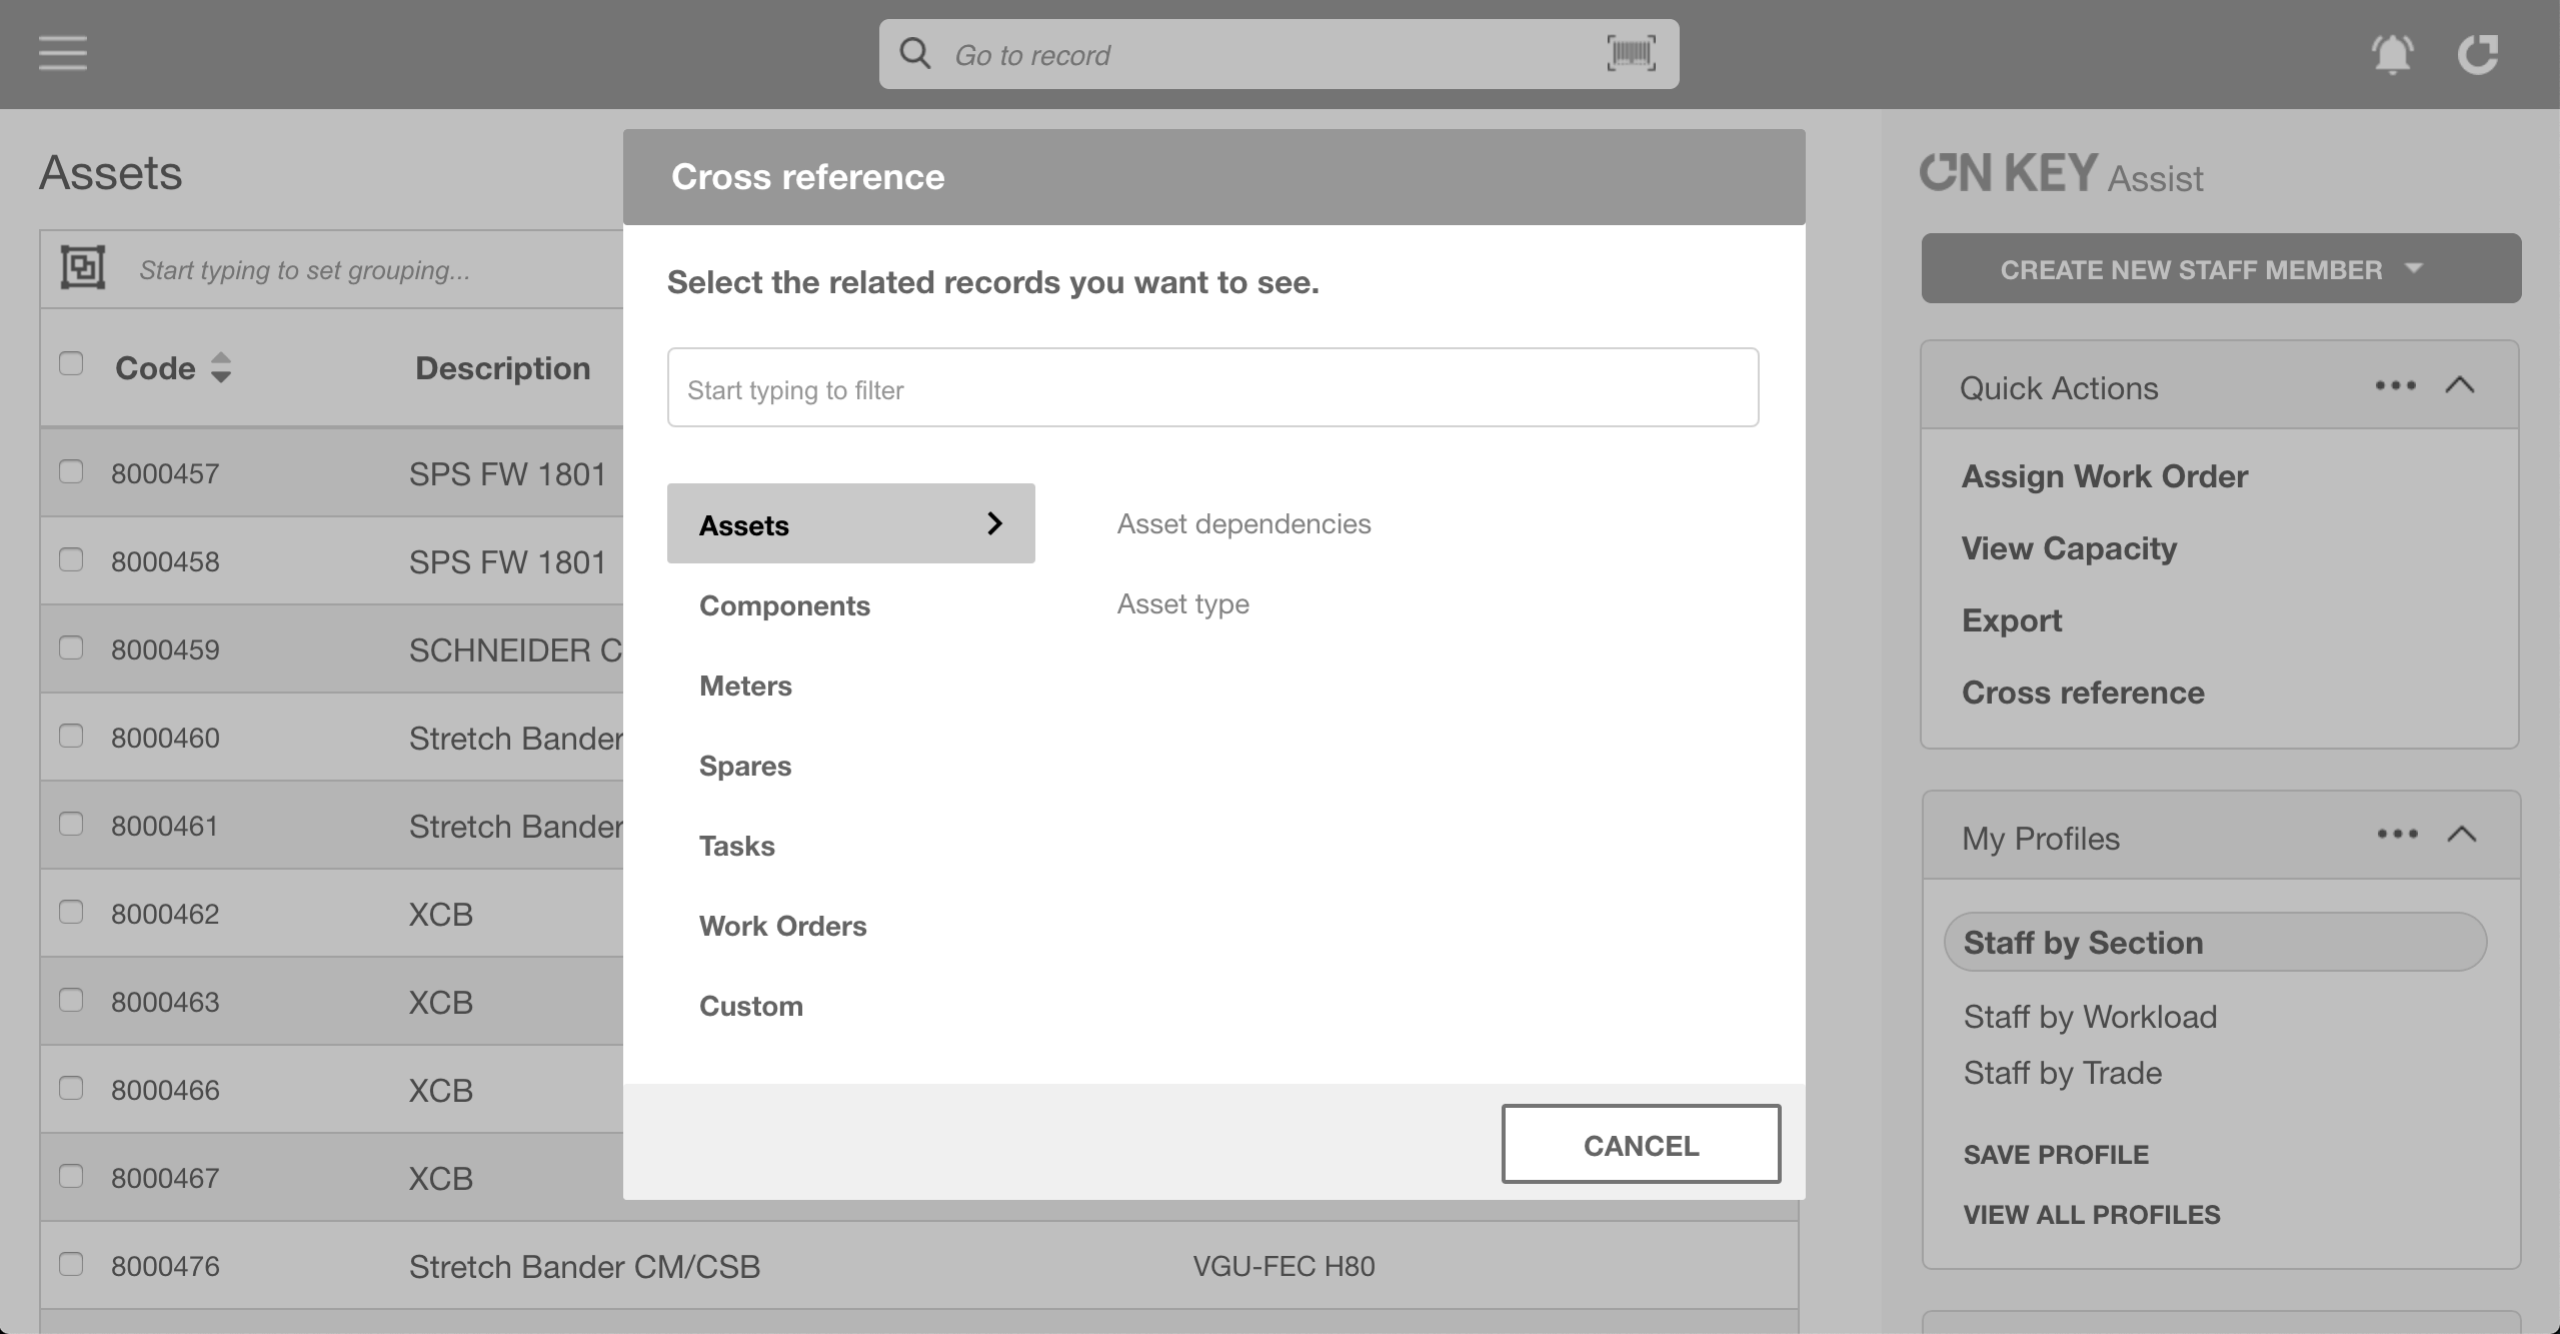 Go to record
Assets
Start typing to set grouping...
Code
Description
8000457
SPS FW 1801
8000458
SPS FW 1801
8000459
SCHNEIDER C
8000460
Stretch Bander
8000461
Stretch Bander
8000462
XCB
8000463
XCB
8000466
XCB
8000467
XCB
8000476
Stretch Bander CM/CSB
VGU-FEC H80
Cross reference
Select the related records you want to see.
Start typing to filter
Assets
Components
Meters
Spares
Tasks
Work Orders
Custom
Asset dependencies
Asset type
CANCEL
ON KEY Assist
CREATE NEW STAFF MEMBER
Quick Actions
Assign Work Order
View Capacity
Export
Cross reference
My Profiles
Staff by Section
Staff by Workload
Staff by Trade
SAVE PROFILE
VIEW ALL PROFILES